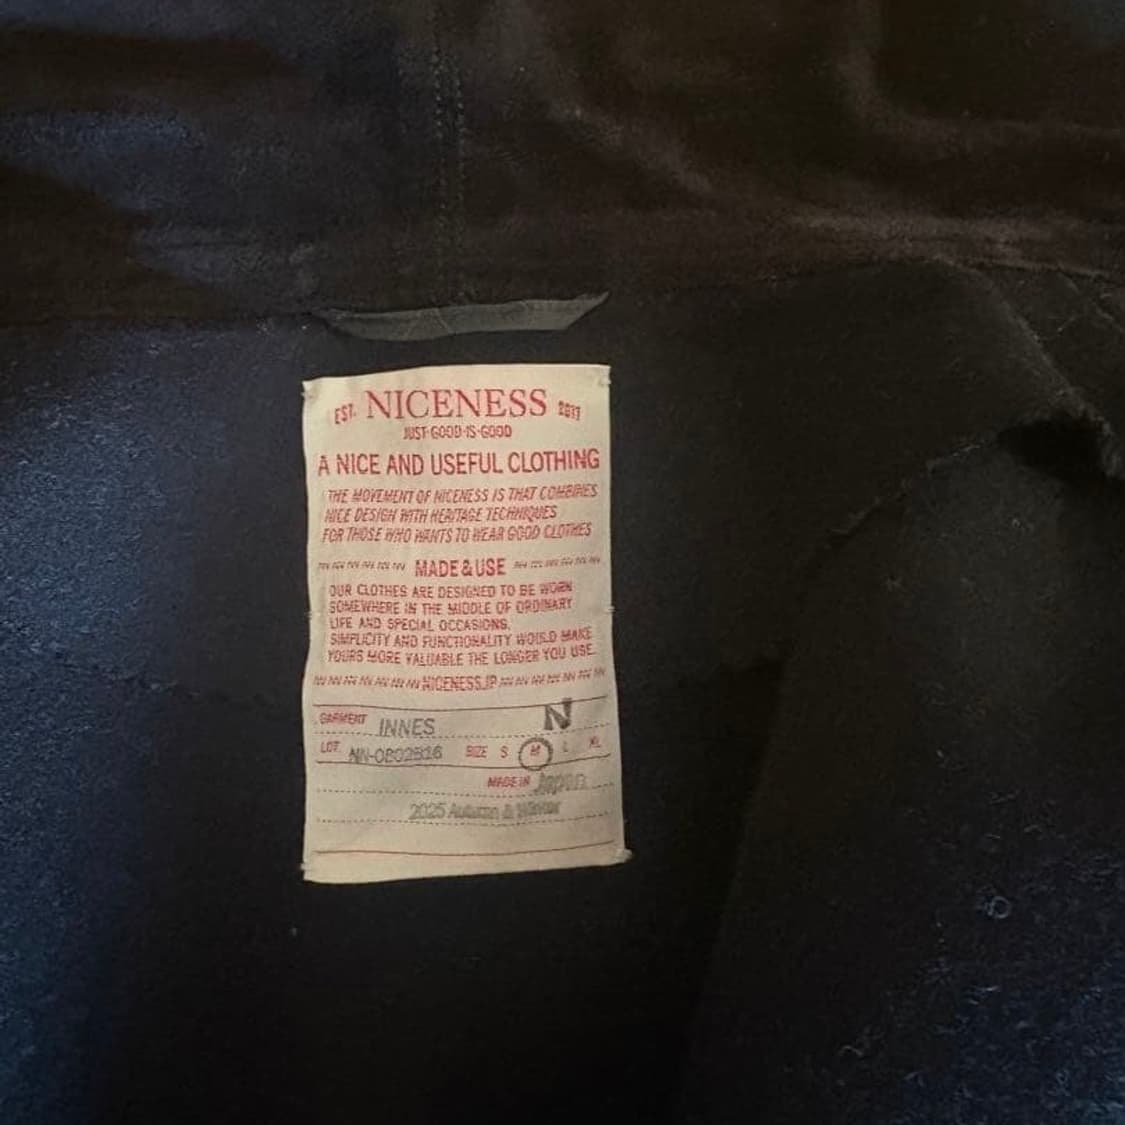 EST. NICENESS 2017
JUST·GOOD·IS·GOOD
A NICE AND USEFUL CLOTHING
THE MOVEMENT OF NICENESS IS THAT COMBINES
NICE DESIGN WITH HERITAGE TECHNIQUES
FOR THOSE WHO WANTS TO WEAR GOOD CLOTHES
MADE & USE
OUR CLOTHES ARE DESIGNED TO BE WORN
SOMEWHERE IN THE MIDDLE OF ORDINARY
LIFE AND SPECIAL OCCASIONS.
SIMPLICITY AND FUNCTIONALITY WOULD MAKE
YOURS MORE VALUABLE THE LONGER YOU USE.
NICENESS.JP
GARMENT INNES N
LOT. SIZE S M L XL
MADE IN Japan
2025 Autumn & Winter